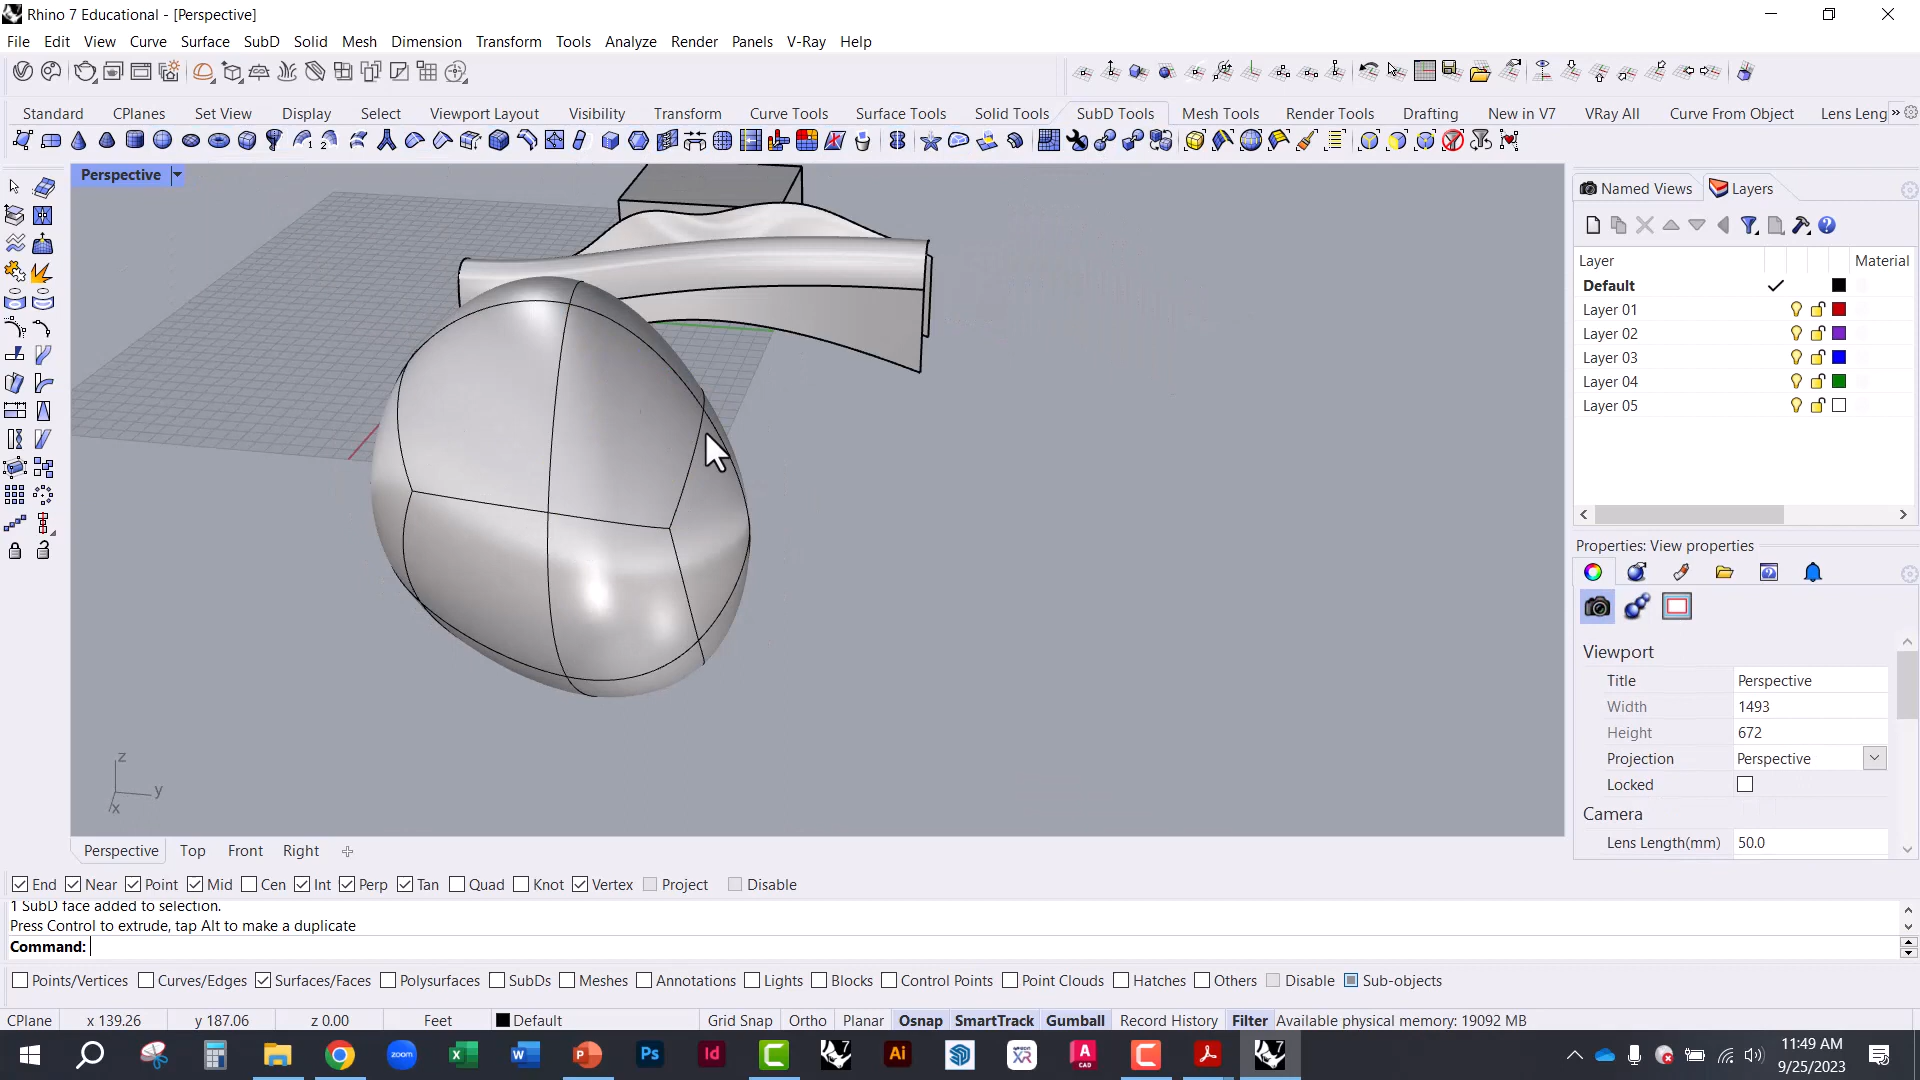 Rhino 7 Educational - [Perspective]
File Edit View Curve Surface SubD Solid Mesh Dimension Transform Tools Analyze Render Panels V-Ray Help
Standard CPlanes Set View Display Select Viewport Layout Visibility Transform Curve Tools Surface Tools Solid Tools SubD Tools Mesh Tools Render Tools Drafting New in V7 VRay All Curve From Object Lens Leng »
Perspective
Named Views Layers
Layer Material
Default
Layer 01
Layer 02
Layer 03
Layer 04
Layer 05
Properties: View properties
Viewport
Title Perspective
Width 1493
Height 672
Projection Perspective
Locked
Camera
Lens Length(mm) 50.0
z
y
x
Perspective Top Front Right
End Near Point Mid Cen Int Perp Tan Quad Knot Vertex Project Disable
1 SubD face added to selection.
Press Control to extrude, tap Alt to make a duplicate
Command:
Points/Vertices Curves/Edges Surfaces/Faces Polysurfaces SubDs Meshes Annotations Lights Blocks Control Points Point Clouds Hatches Others Disable Sub-objects
CPlane x 139.26 y 187.06 z 0.00 Feet Default Grid Snap Ortho Planar Osnap SmartTrack Gumball Record History Filter Available physical memory: 19092 MB
11:49 AM
9/25/2023